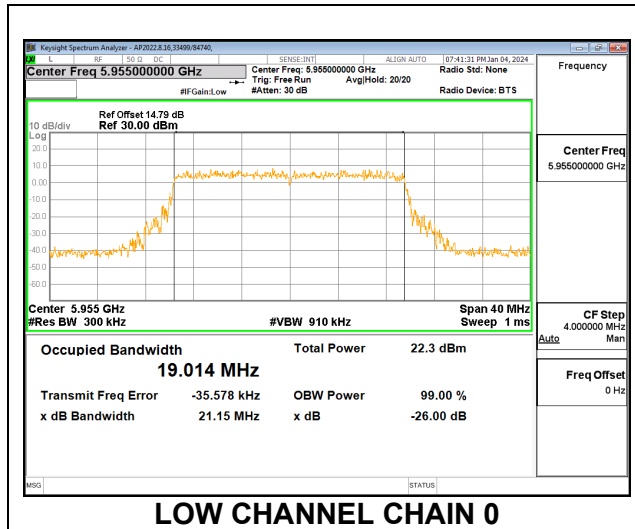 Keysight Spectrum Analyzer - AP2022.8.16,33499/84740,
L RF 50 Ω DC SENSE:INT ALIGN AUTO 07:41:31 PM Jan 04, 2024
Center Freq 5.955000000 GHz Center Freq: 5.955000000 GHz Radio Std: None Frequency
Trig: Free Run Avg|Hold: 20/20
#IFGain:Low #Atten: 30 dB Radio Device: BTS
Ref Offset 14.79 dB
10 dB/div Ref 30.00 dBm
Log
20.0
10.0
0.00
-10.0
-20.0
-30.0
-40.0
-50.0
-60.0
Center Freq
5.955000000 GHz
Center 5.955 GHz Span 40 MHz
#Res BW 300 kHz #VBW 910 kHz Sweep 1 ms
CF Step
4.000000 MHz
Auto Man
Occupied Bandwidth Total Power 22.3 dBm
19.014 MHz
Transmit Freq Error -35.578 kHz OBW Power 99.00 %
x dB Bandwidth 21.15 MHz x dB -26.00 dB
Freq Offset
0 Hz
MSG STATUS
LOW CHANNEL CHAIN 0